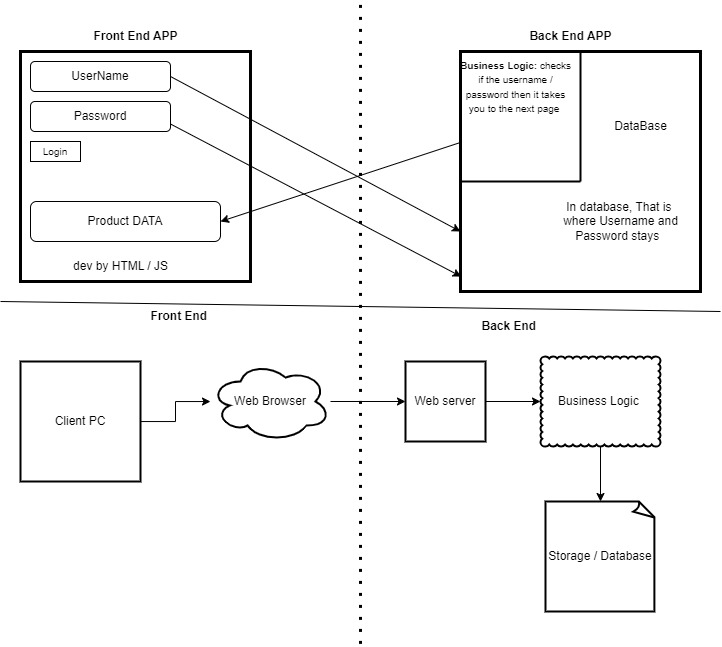 Front End APP
UserName
Password
Login
Product DATA
dev by HTML / JS
Back End APP
Business Logic: checks
if the username /
password then it takes
you to the next page
DataBase
In database, That is
where Username and
Password stays
Front End
Client PC
Web Browser
Back End
Web server
Business Logic
Storage / Database